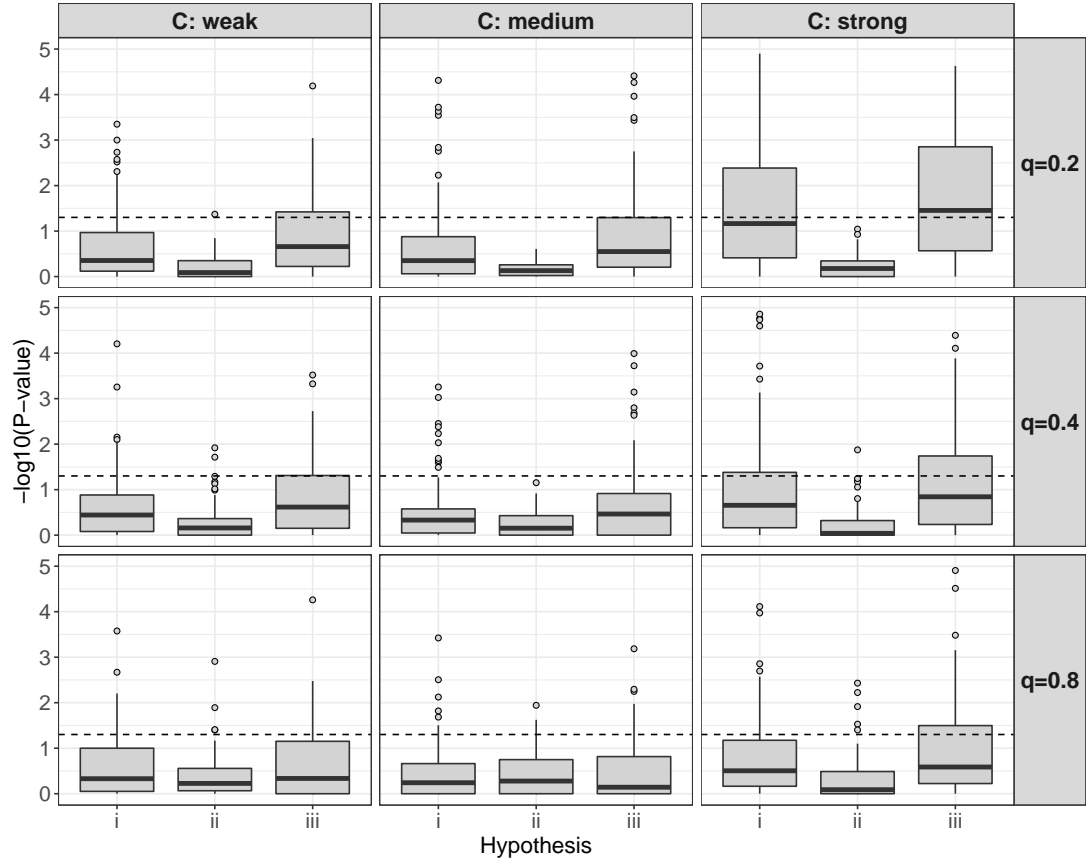 C: weak C: medium C: strong
5
4
3
2
1
0
q=0.2
5
4
3
2
1
0
q=0.4
5
4
3
2
1
0
q=0.8
−log10(P−value)
i ii iii i ii iii i ii iii
Hypothesis